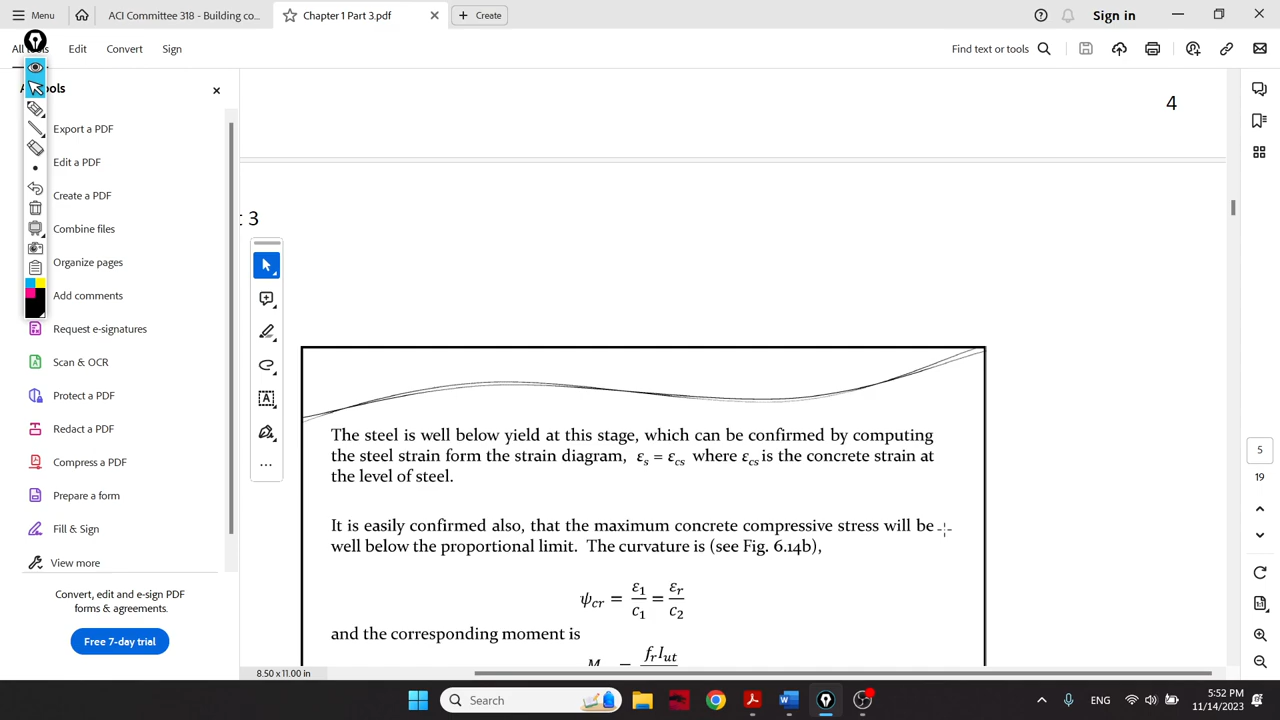 Menu
ACI Committee 318 - Building co...
Chapter 1 Part 3.pdf
Create
Sign in
Edit
Convert
Sign
Find text or tools
4
Export a PDF
Edit a PDF
Create a PDF
Combine files
Organize pages
Add comments
Request e-signatures
Scan & OCR
Protect a PDF
Redact a PDF
Compress a PDF
Prepare a form
Fill & Sign
View more
Convert, edit and e-sign PDF
forms & agreements.
Free 7-day trial
t 3
The steel is well below yield at this stage, which can be confirmed by computing
the steel strain form the strain diagram, εs = εcs where εcs is the concrete strain at
the level of steel.
It is easily confirmed also, that the maximum concrete compressive stress will be
well below the proportional limit. The curvature is (see Fig. 6.14b),
ψcr = ε1/c1 = εr/c2
and the corresponding moment is
frIut
8.50 x 11.00 in
5
19
Search
ENG
5:52 PM
11/14/2023